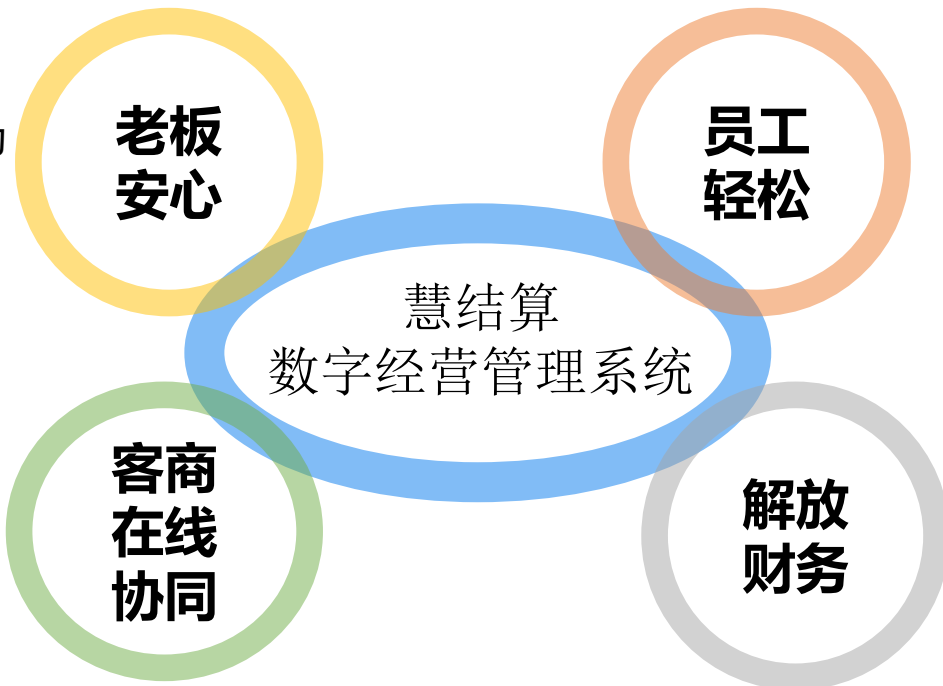 老板
安心
员工
轻松
慧结算
数字经营管理系统
客商
在线
协同
解放
财务